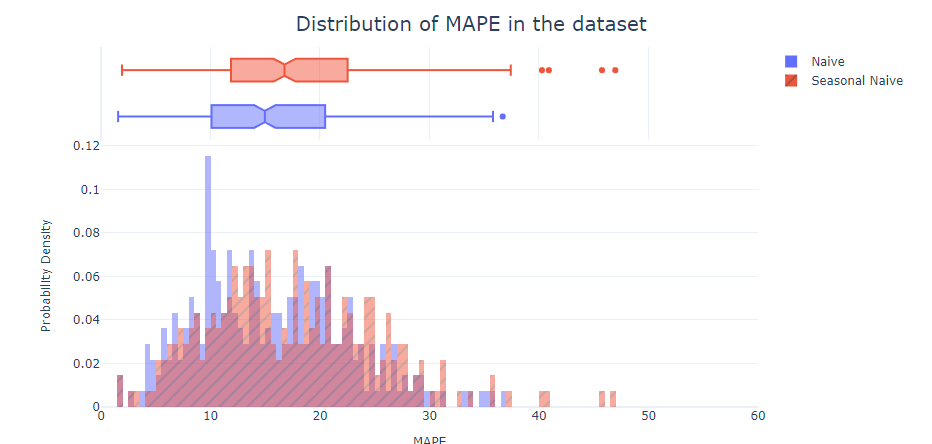 Distribution of MAPE in the dataset
Naive
Seasonal Naive
0.12
0.1
0.08
0.06
0.04
0.02
0
Probability Density
0 10 20 30 40 50 60
MAPE